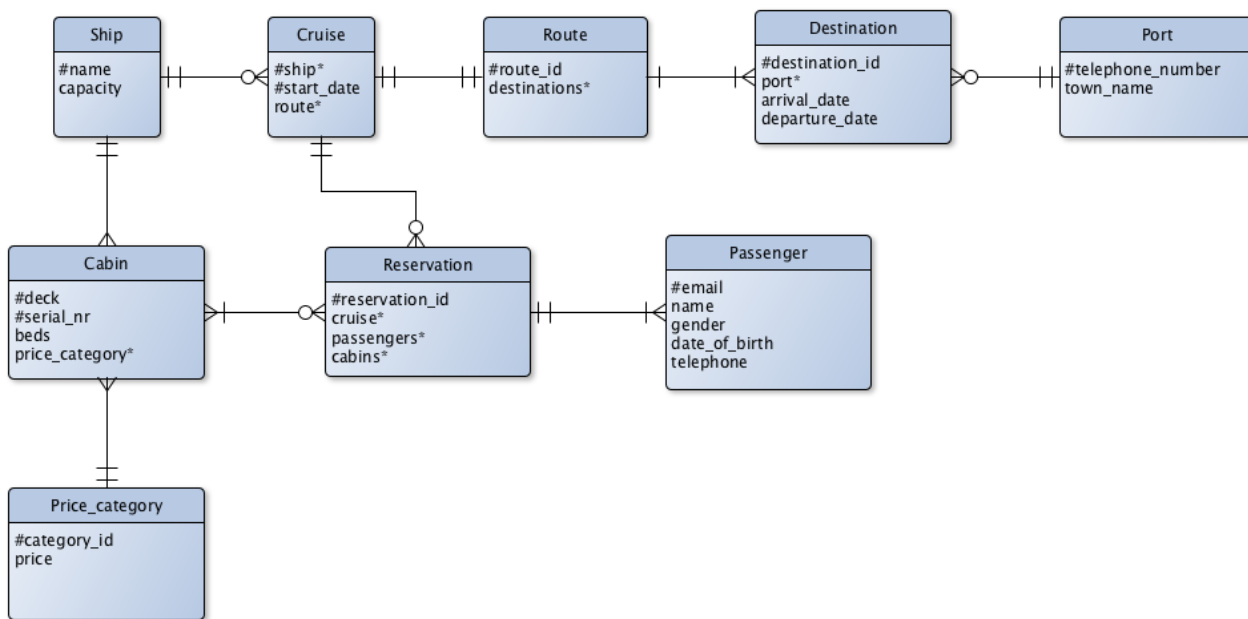 Ship
#name
capacity
Cruise
#ship*
#start_date
route*
Route
#route_id
destinations*
Destination
#destination_id
port*
arrival_date
departure_date
Port
#telephone_number
town_name
Cabin
#deck
#serial_nr
beds
price_category*
Reservation
#reservation_id
cruise*
passengers*
cabins*
Passenger
#email
name
gender
date_of_birth
telephone
Price_category
#category_id
price